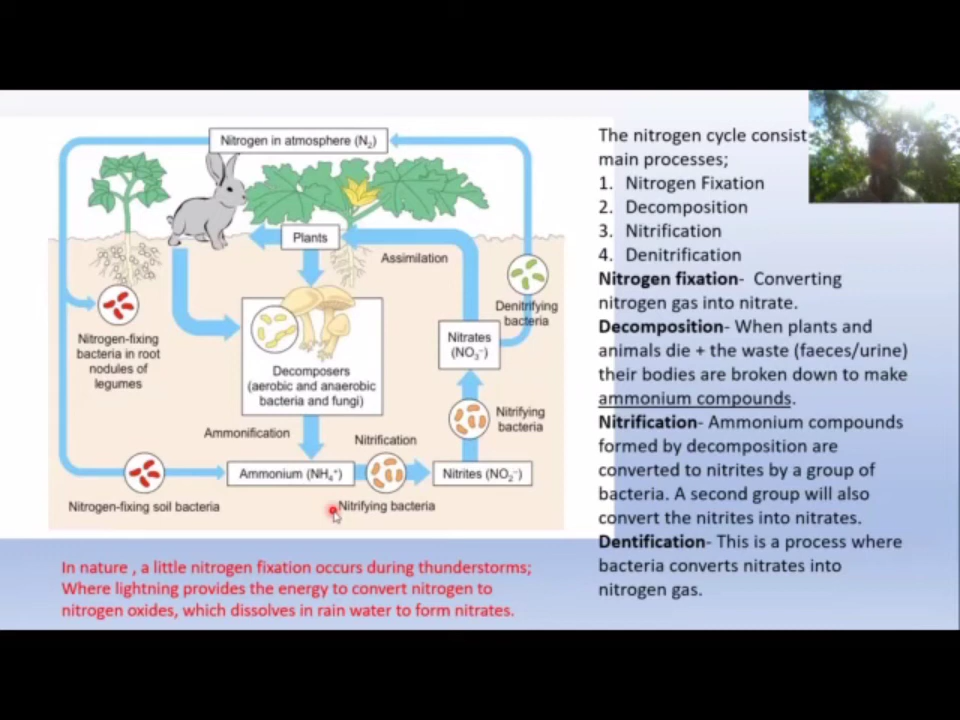 Nitrogen in atmosphere (N₂)
Plants
Assimilation
Denitrifying
bacteria
Nitrogen-fixing
bacteria in root
nodules of
legumes
Nitrates
(NO₃⁻)
Decomposers
(aerobic and anaerobic
bacteria and fungi)
Nitrifying
bacteria
Ammonification
Nitrification
Ammonium (NH₄⁺)
Nitrites (NO₂⁻)
Nitrogen-fixing soil bacteria
Nitrifying bacteria
In nature , a little nitrogen fixation occurs during thunderstorms;
Where lightning provides the energy to convert nitrogen to
nitrogen oxides, which dissolves in rain water to form nitrates.
The nitrogen cycle consist
main processes;
1. Nitrogen Fixation
2. Decomposition
3. Nitrification
4. Denitrification
Nitrogen fixation- Converting
nitrogen gas into nitrate.
Decomposition- When plants and
animals die + the waste (faeces/urine)
their bodies are broken down to make
ammonium compounds.
Nitrification- Ammonium compounds
formed by decomposition are
converted to nitrites by a group of
bacteria. A second group will also
convert the nitrites into nitrates.
Dentification- This is a process where
bacteria converts nitrates into
nitrogen gas.